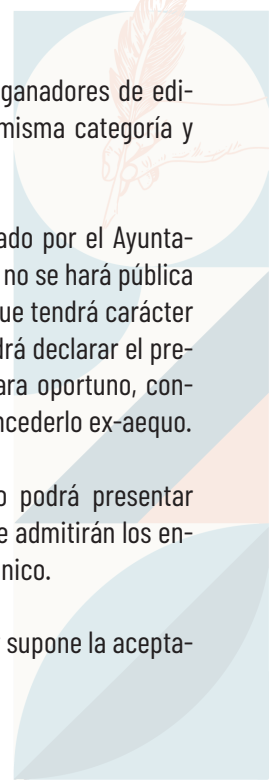 ganadores de edi-
misma categoría y
ado por el Ayunta-
no se hará pública
ue tendrá carácter
drá declarar el pre-
ara oportuno, con-
ncederlo ex-aequo.
o podrá presentar
e admitirán los en-
nico.
supone la acepta-